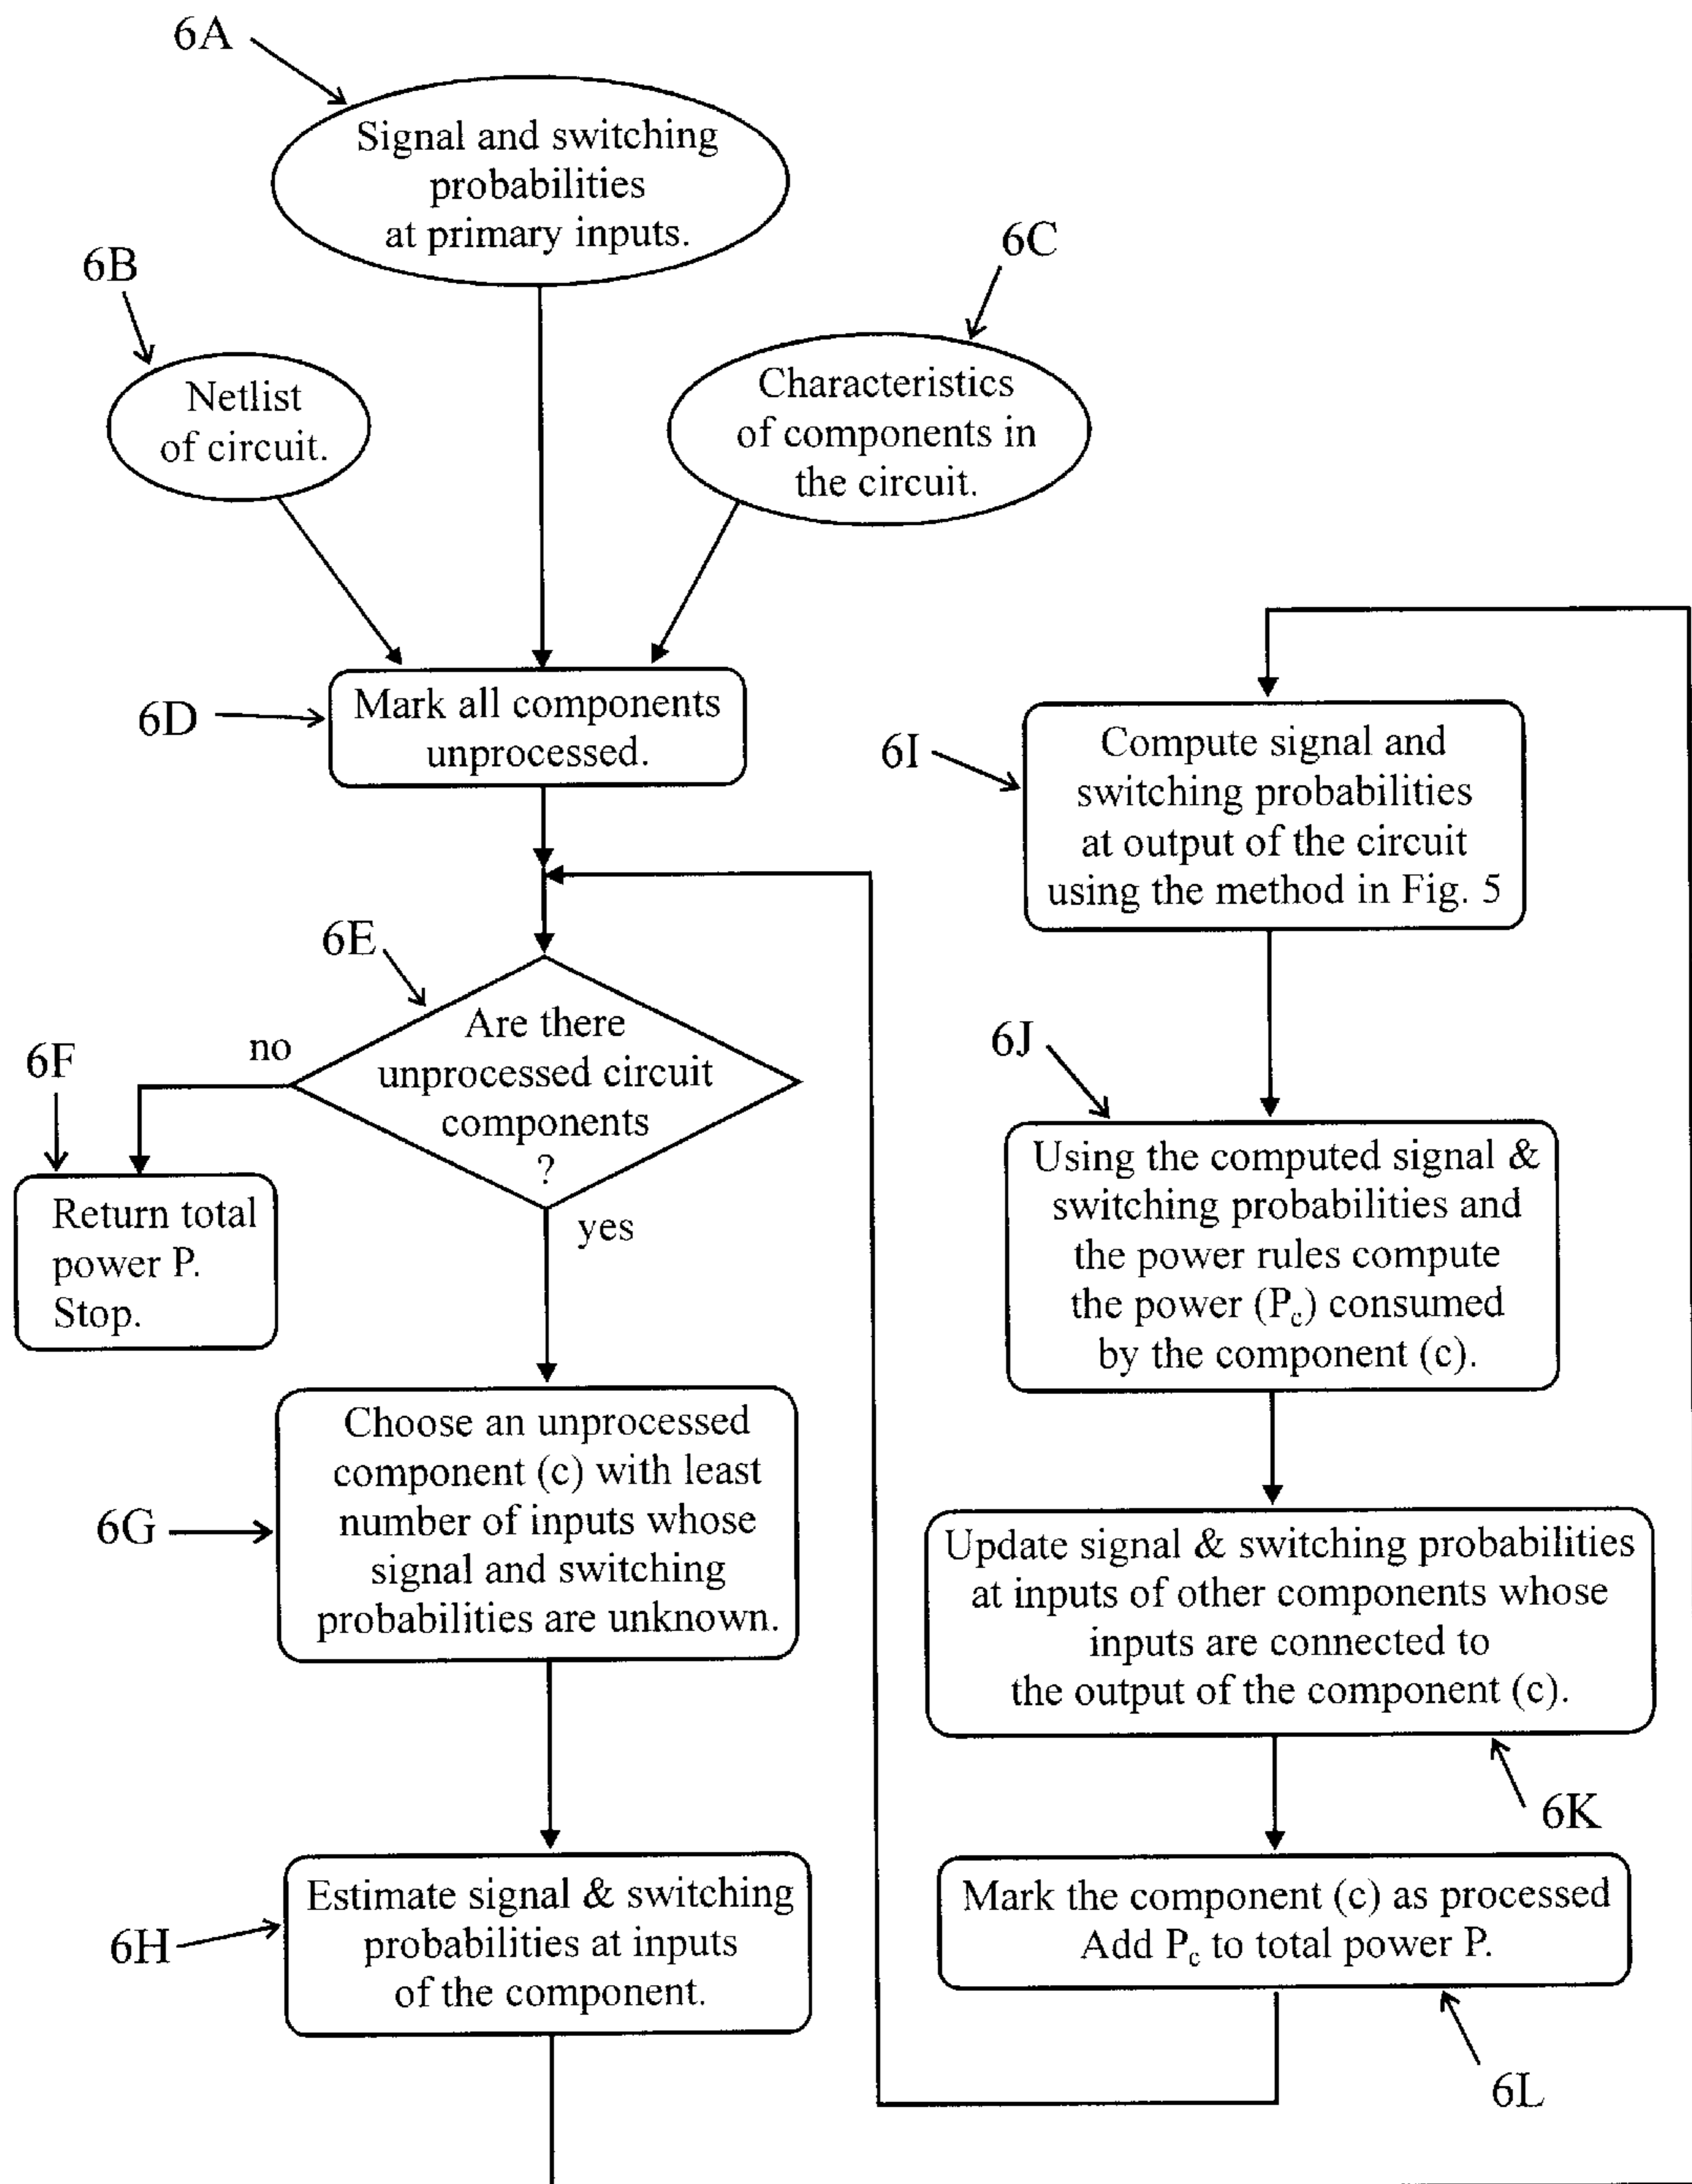 6A
Signal and switching
probabilities
at primary inputs.
6B
Netlist
of circuit.
6C
Characteristics
of components in
the circuit.
6D
Mark all components
unprocessed.
6E
Are there
unprocessed circuit
components
?
no
yes
6F
Return total
power P.
Stop.
6G
Choose an unprocessed
component (c) with least
number of inputs whose
signal and switching
probabilities are unknown.
6H
Estimate signal & switching
probabilities at inputs
of the component.
6I
Compute signal and
switching probabilities
at output of the circuit
using the method in Fig. 5
6J
Using the computed signal &
switching probabilities and
the power rules compute
the power (Pc) consumed
by the component (c).
Update signal & switching probabilities
at inputs of other components whose
inputs are connected to
the output of the component (c).
6K
Mark the component (c) as processed
Add Pc to total power P.
6L